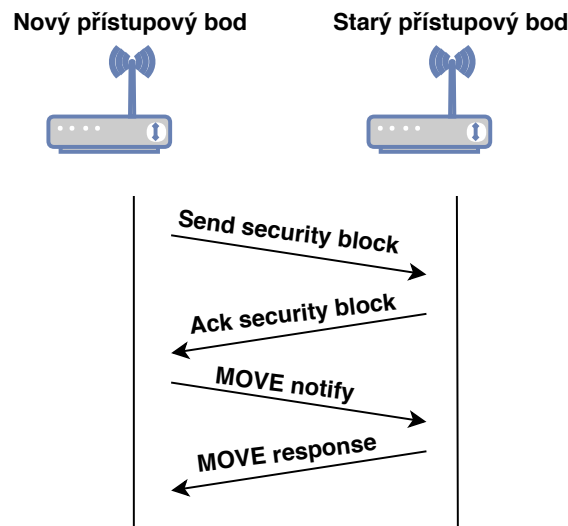 Nový přístupový bod
Starý přístupový bod
Send security block
Ack security block
MOVE notify
MOVE response